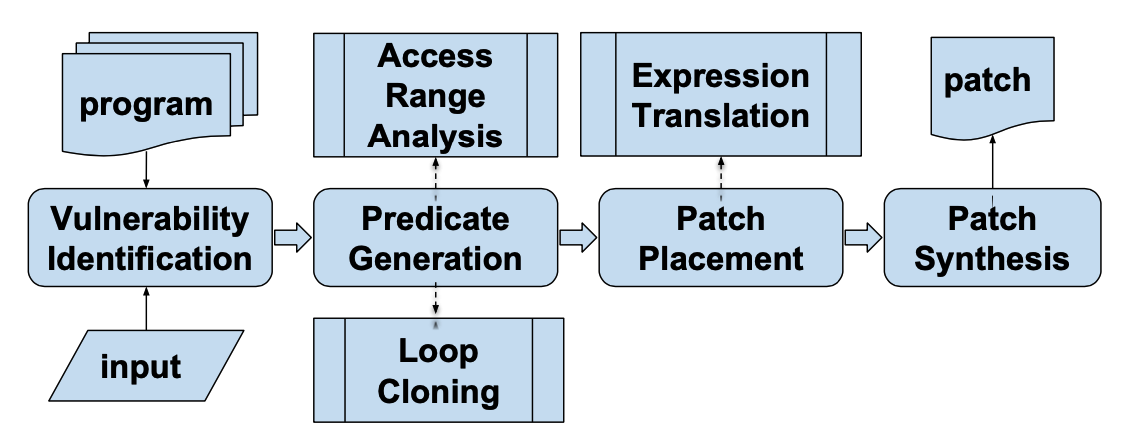 program
Access
Range
Analysis
Expression
Translation
patch
Vulnerability
Identification
Predicate
Generation
Patch
Placement
Patch
Synthesis
input
Loop
Cloning